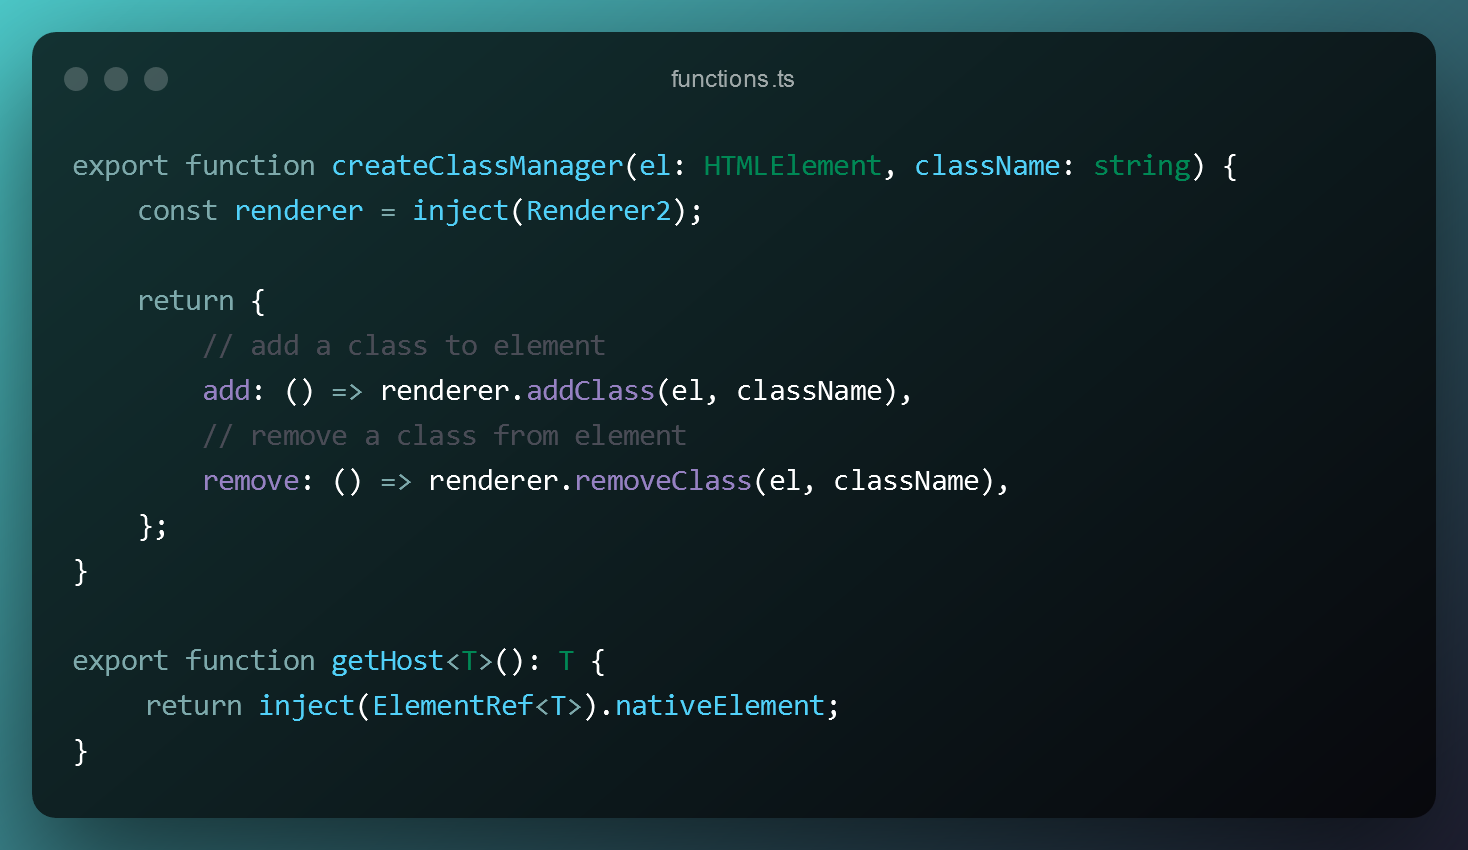 functions.ts
export function createClassManager(el: HTMLElement, className: string) {
    const renderer = inject(Renderer2);

    return {
        // add a class to element
        add: () => renderer.addClass(el, className),
        // remove a class from element
        remove: () => renderer.removeClass(el, className),
    };
}

export function getHost<T>(): T {
    return inject(ElementRef<T>).nativeElement;
}